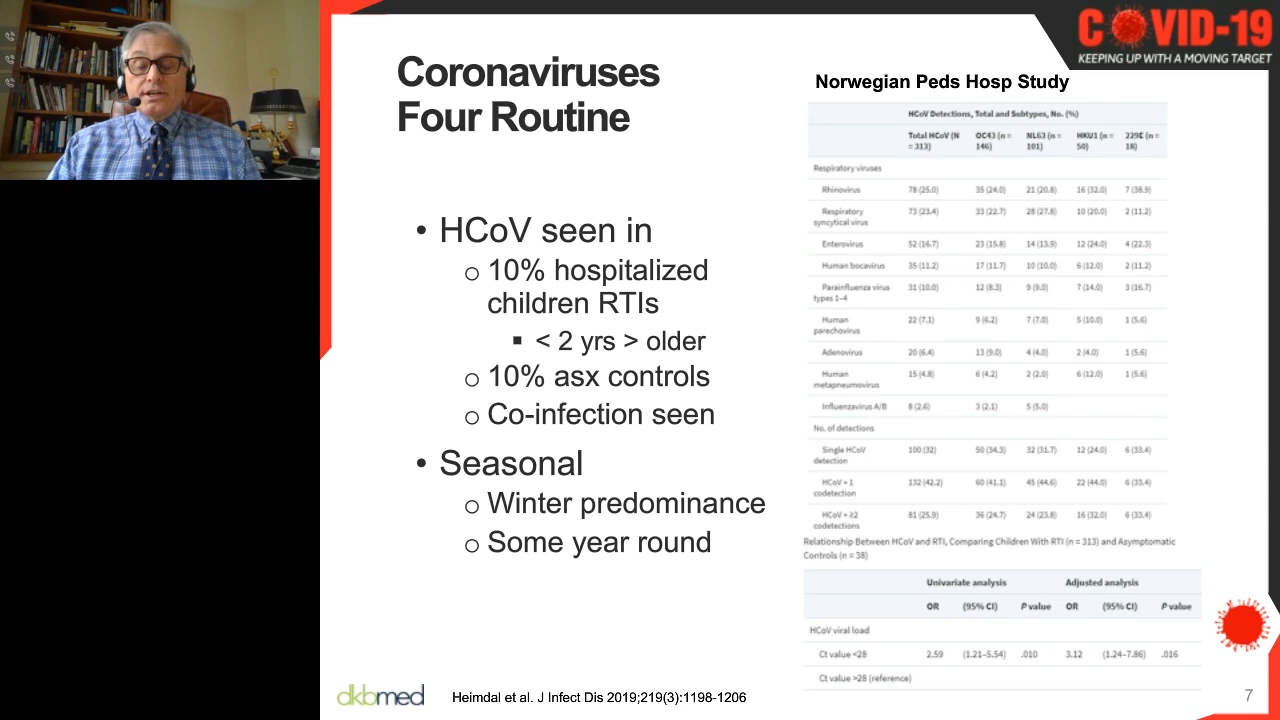 COVID-19
KEEPING UP WITH A MOVING TARGET
Coronaviruses
Four Routine
• HCoV seen in
o 10% hospitalized
children RTIs
▪ < 2 yrs > older
o 10% asx controls
o Co-infection seen
• Seasonal
o Winter predominance
o Some year round
Norwegian Peds Hosp Study
HCoV Detections, Total and Subtypes, No. (%)
Total HCoV (N = 313) OC43 (n = 146) NL63 (n = 101) HKU1 (n = 50) 229E (n = 18)
Respiratory viruses
Rhinovirus 78 (25.0) 35 (24.0) 21 (20.8) 16 (32.0) 7 (38.9)
Respiratory syncytical virus 73 (23.4) 33 (22.7) 28 (27.8) 10 (20.0) 2 (11.2)
Enterovirus 52 (16.7) 23 (15.8) 14 (13.9) 12 (24.0) 4 (22.3)
Human bocavirus 35 (11.2) 17 (11.7) 10 (10.0) 6 (12.0) 2 (11.2)
Parainfluenza virus types 1–4 31 (10.0) 12 (8.3) 9 (9.0) 7 (14.0) 3 (16.7)
Human parechovirus 22 (7.1) 9 (6.2) 7 (7.0) 5 (10.0) 1 (5.6)
Adenovirus 20 (6.4) 13 (9.0) 4 (4.0) 2 (4.0) 1 (5.6)
Human metapneumovirus 15 (4.8) 6 (4.2) 2 (2.0) 6 (12.0) 1 (5.6)
Influenzavirus A/B 8 (2.6) 3 (2.1) 5 (5.0)
No. of detections
Single HCoV detection 100 (32) 50 (34.3) 32 (31.7) 12 (24.0) 6 (33.4)
HCoV + 1 codetection 132 (42.2) 60 (41.1) 45 (44.6) 22 (44.0) 6 (33.4)
HCoV + ≥2 codetections 81 (25.9) 36 (24.7) 24 (23.8) 16 (32.0) 6 (33.4)
Relationship Between HCoV and RTI, Comparing Children With RTI (n = 313) and Asymptomatic
Controls (n = 38)
Univariate analysis Adjusted analysis
OR (95% CI) P value OR (95% CI) P value
HCoV viral load
Ct value <28 2.59 (1.21–5.54) .010 3.12 (1.24–7.86) .016
Ct value >28 (reference)
dkbmed
Heimdal et al. J Infect Dis 2019;219(3):1198-1206
7